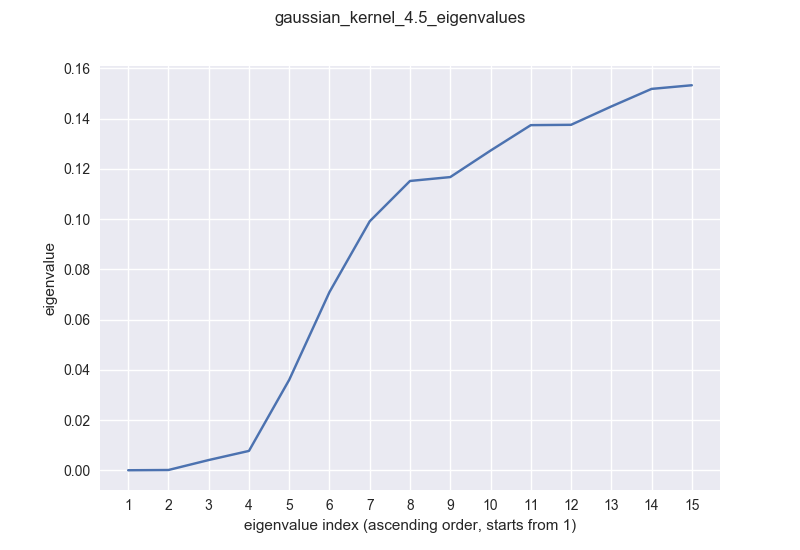 gaussian_kernel_4.5_eigenvalues
0.16
0.14
0.12
0.10
0.08
0.06
0.04
0.02
0.00
eigenvalue
1 2 3 4 5 6 7 8 9 10 11 12 13 14 15
eigenvalue index (ascending order, starts from 1)